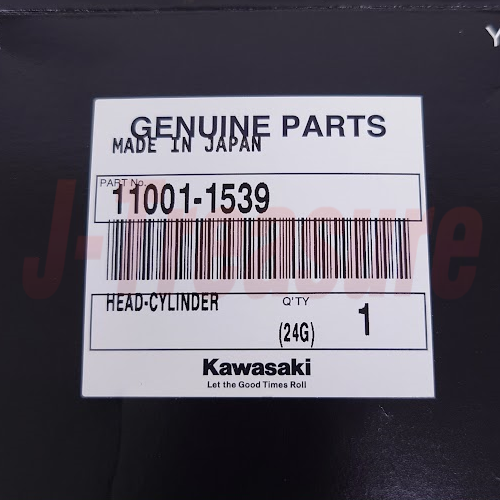 Y
GENUINE PARTS
MADE IN JAPAN
PART No.
11001-1539
J-Treasure
HEAD-CYLINDER
Q'TY
(24G)
1
Kawasaki
Let the Good Times Roll